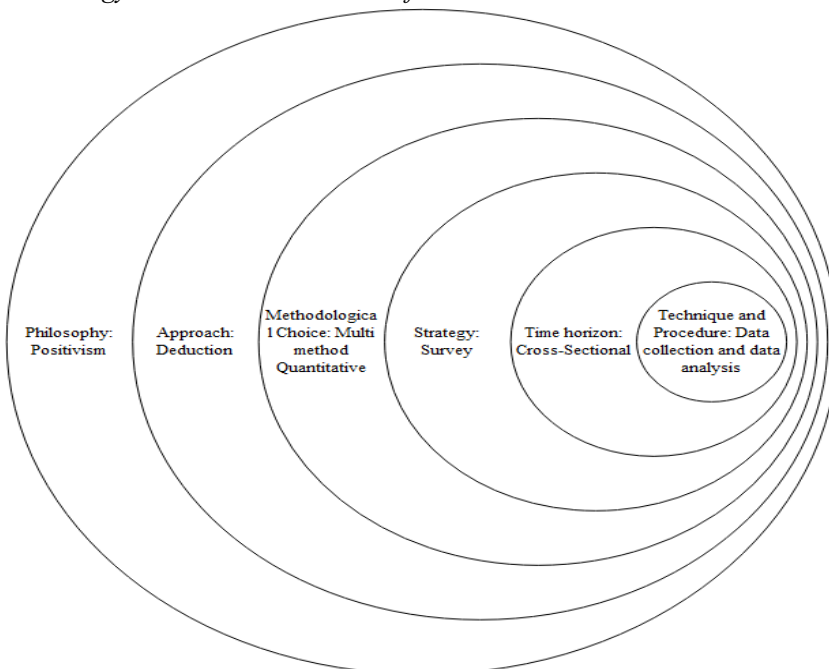 Philosophy:
Positivism
Approach:
Deduction
Methodologica
l Choice: Multi
method
Quantitative
Strategy:
Survey
Time horizon:
Cross-Sectional
Technique and
Procedure: Data
collection and data
analysis